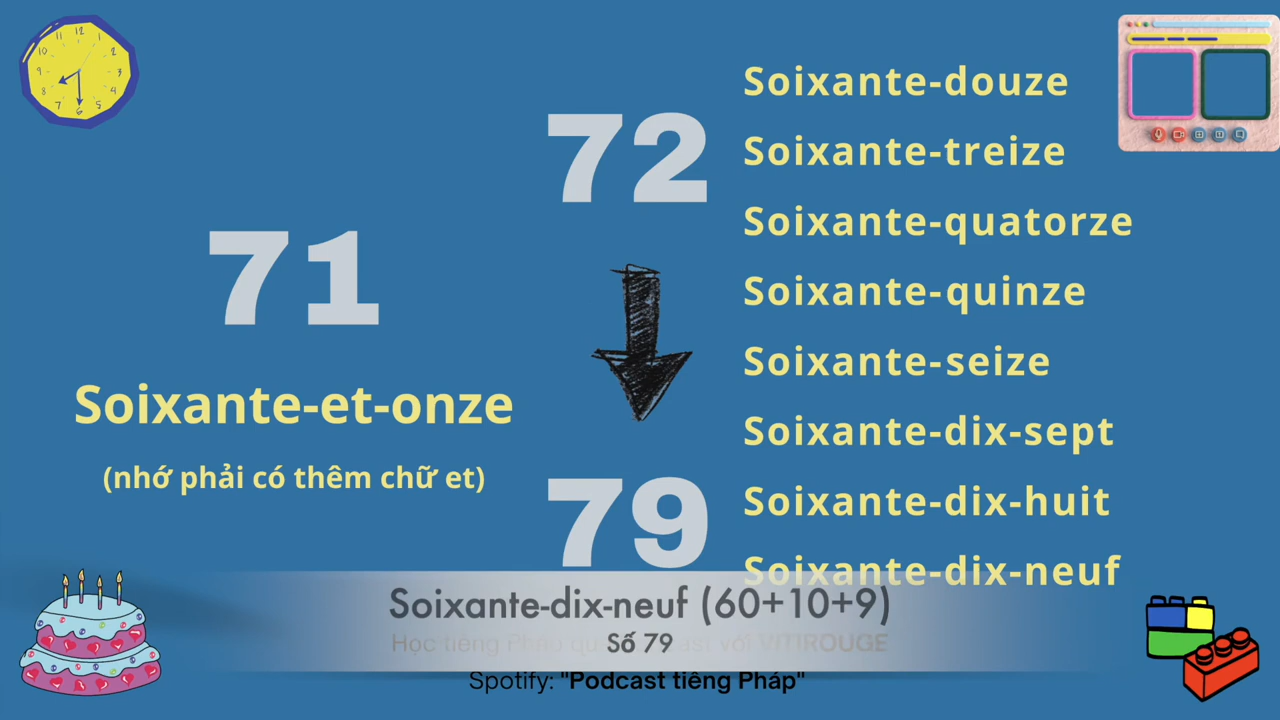 71
Soixante-et-onze
(nhớ phải có thêm chữ et)
72
79
Soixante-douze
Soixante-treize
Soixante-quatorze
Soixante-quinze
Soixante-seize
Soixante-dix-sept
Soixante-dix-huit
Soixante-dix-neuf
Soixante-dix-neuf (60+10+9)
Số 79
Spotify: "Podcast tiếng Pháp"